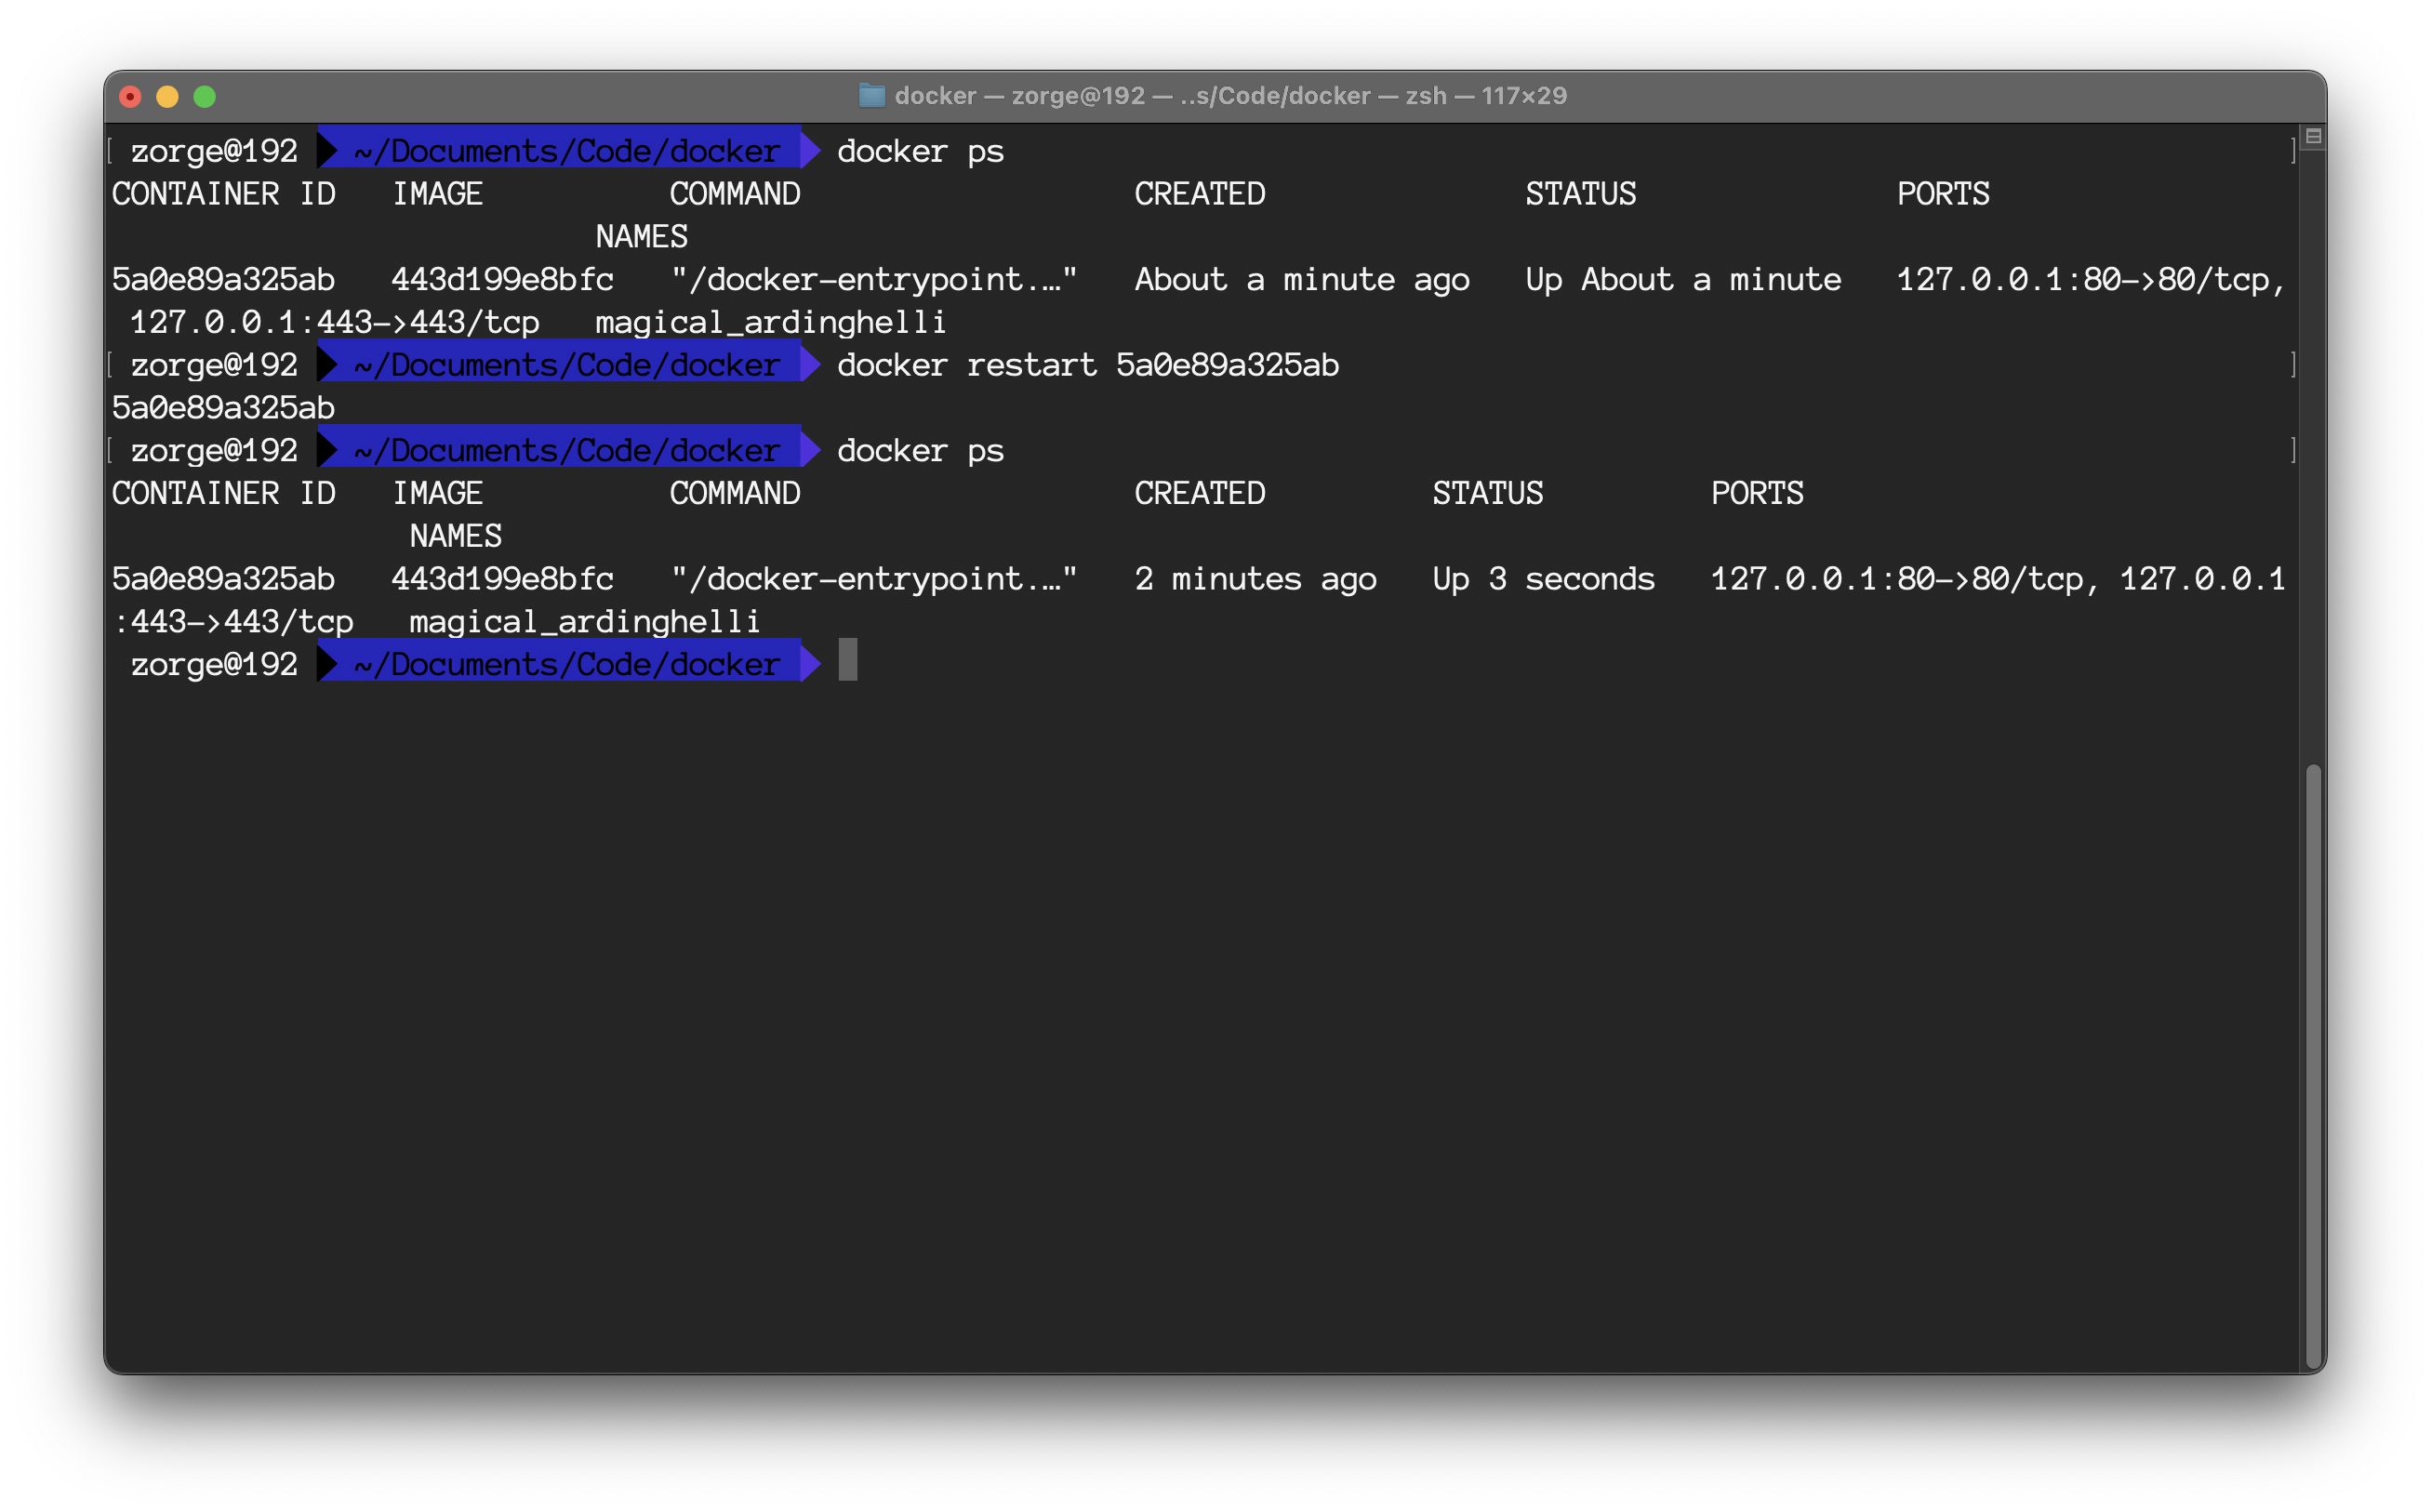 docker — zorge@192 — ..s/Code/docker — zsh — 117×29
[ zorge@192 ~/Documents/Code/docker docker ps ]
CONTAINER ID IMAGE COMMAND CREATED STATUS PORTS
NAMES
5a0e89a325ab 443d199e8bfc "/docker-entrypoint.…" About a minute ago Up About a minute 127.0.0.1:80->80/tcp,
127.0.0.1:443->443/tcp magical_ardinghelli
[ zorge@192 ~/Documents/Code/docker docker restart 5a0e89a325ab ]
5a0e89a325ab
[ zorge@192 ~/Documents/Code/docker docker ps ]
CONTAINER ID IMAGE COMMAND CREATED STATUS PORTS
NAMES
5a0e89a325ab 443d199e8bfc "/docker-entrypoint.…" 2 minutes ago Up 3 seconds 127.0.0.1:80->80/tcp, 127.0.0.1
:443->443/tcp magical_ardinghelli
zorge@192 ~/Documents/Code/docker